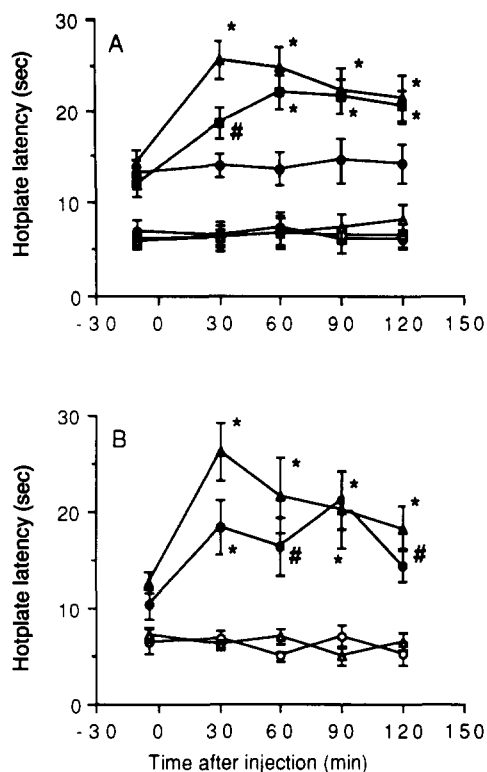 A
Hotplate latency (sec)
30
20
10
0
* * * *
# * * *
-30 0 30 60 90 120 150
B
Hotplate latency (sec)
30
20
10
0
* * * *
* # * #
-30 0 30 60 90 120 150
Time after injection (min)